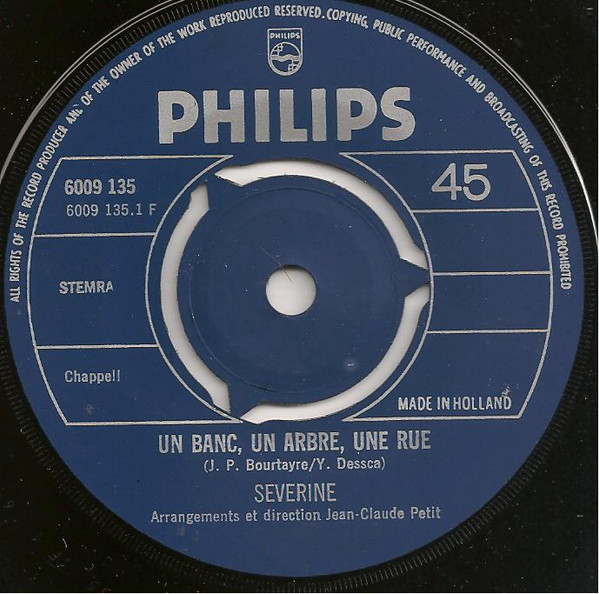 ALL RIGHTS OF THE RECORD PRODUCER AND OF THE OWNER OF THE WORK REPRODUCED RESERVED. COPYING, PUBLIC PERFORMANCE AND BROADCASTING OF THIS RECORD PROHIBITED
PHILIPS
PHILIPS
6009 135
45
6009 135.1 F
STEMRA
Chappell
MADE IN HOLLAND
UN BANC, UN ARBRE, UNE RUE
(J. P. Bourtayre/Y. Dessca)
SEVERINE
Arrangements et direction Jean-Claude Petit